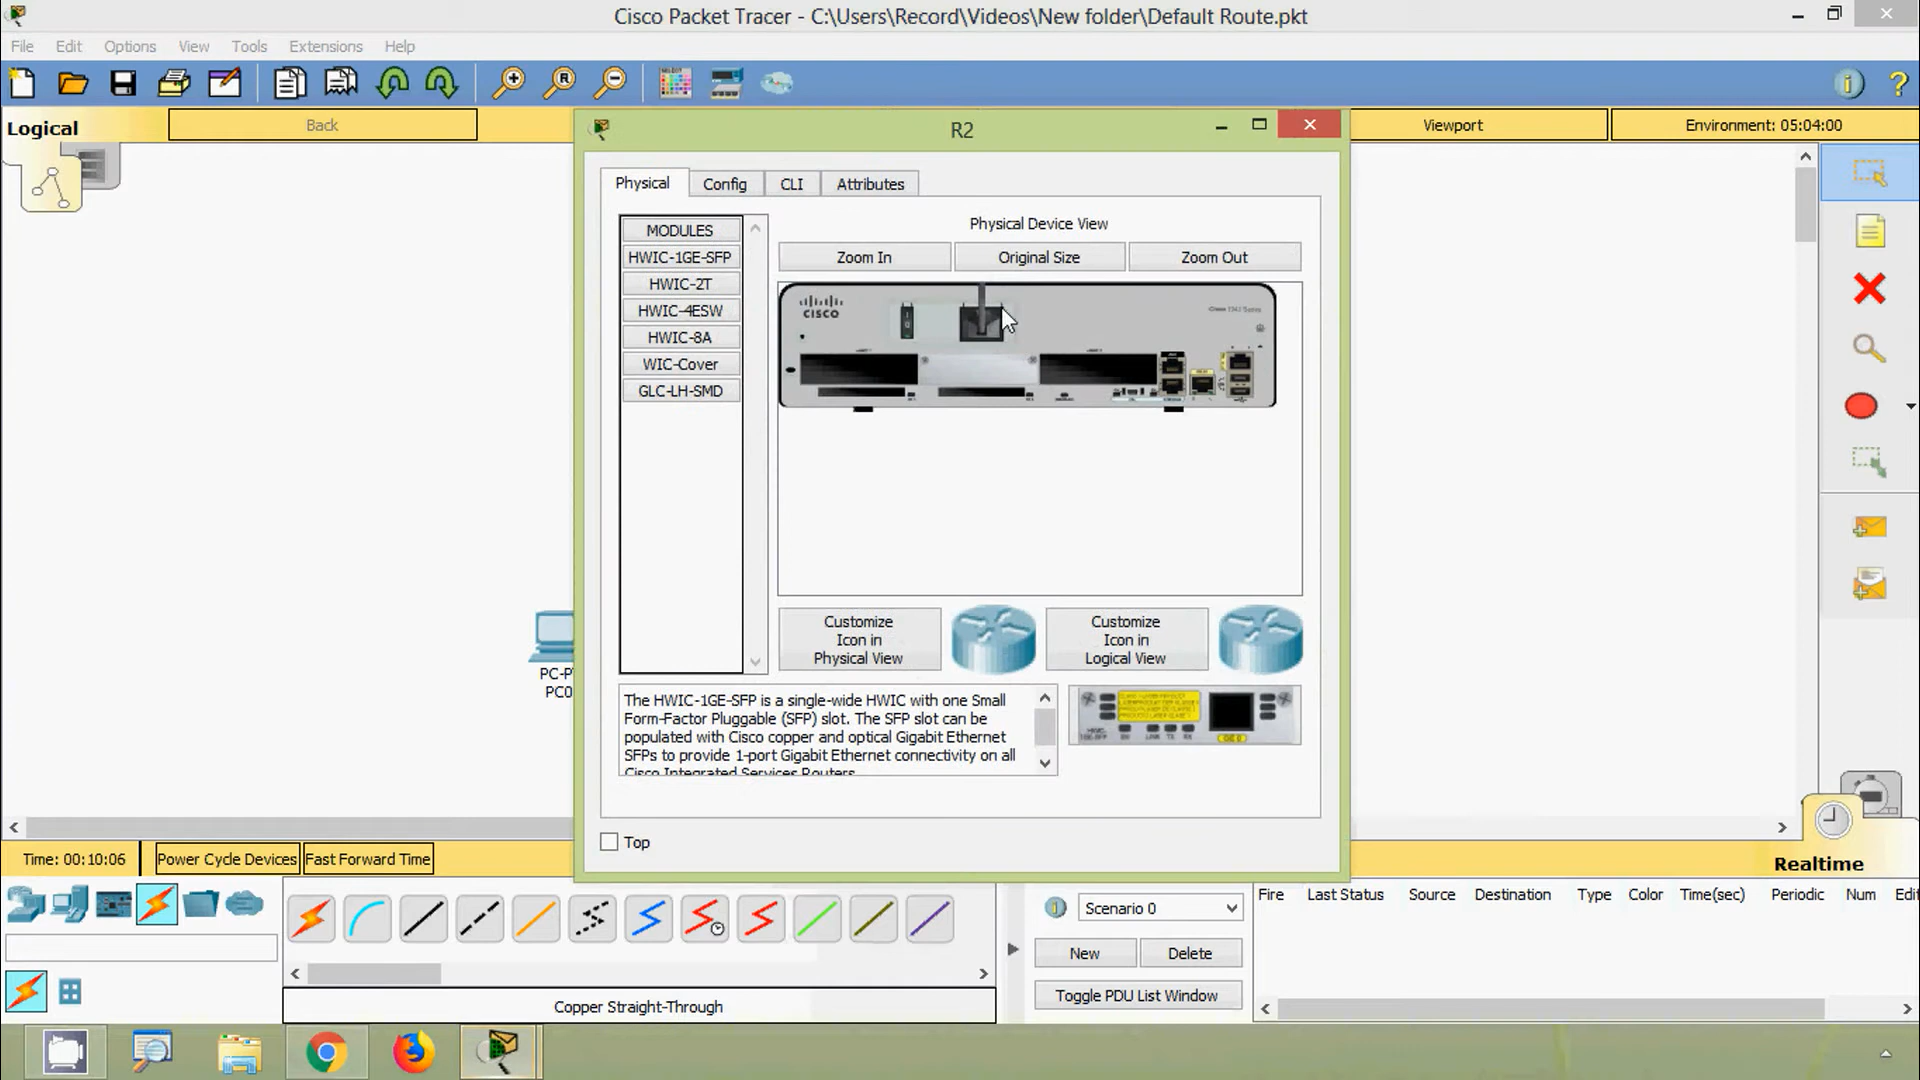 Cisco Packet Tracer - C:\Users\Record\Videos\New folder\Default Route.pkt
File Edit Options View Tools Extensions Help
Logical
Back
Viewport
Environment: 05:04:00
R2
Physical
Config
CLI
Attributes
MODULES
HWIC-1GE-SFP
HWIC-2T
HWIC-4ESW
HWIC-8A
WIC-Cover
GLC-LH-SMD
Physical Device View
Zoom In
Original Size
Zoom Out
CISCO
Customize
Icon in
Physical View
Customize
Icon in
Logical View
The HWIC-1GE-SFP is a single-wide HWIC with one Small
Form-Factor Pluggable (SFP) slot. The SFP slot can be
populated with Cisco copper and optical Gigabit Ethernet
SFPs to provide 1-port Gigabit Ethernet connectivity on all
Cisco Integrated Services Routers.
Top
PC-P
PC0
Time: 00:10:06
Power Cycle Devices
Fast Forward Time
Realtime
Scenario 0
New
Delete
Toggle PDU List Window
Fire Last Status Source Destination Type Color Time(sec) Periodic Num Edi
Copper Straight-Through